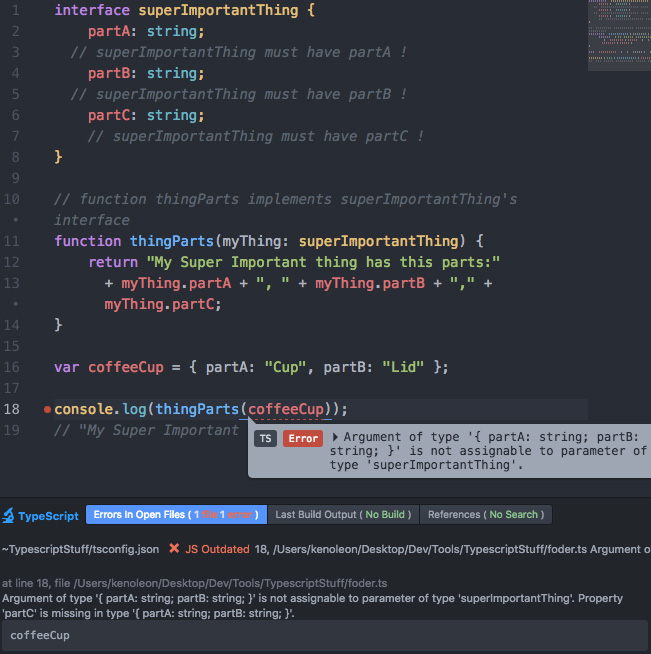 1 interface superImportantThing {
2 partA: string;
3 // superImportantThing must have partA !
4 partB: string;
5 // superImportantThing must have partB !
6 partC: string;
7 // superImportantThing must have partC !
8 }
9
10 // function thingParts implements superImportantThing's
• interface
11 function thingParts(myThing: superImportantThing) {
12 return "My Super Important thing has this parts:"
13 + myThing.partA + ", " + myThing.partB + "," +
• myThing.partC;
14 }
15
16 var coffeeCup = { partA: "Cup", partB: "Lid" };
17
18 console.log(thingParts(coffeeCup));
19 // "My Super Important
TS Error Argument of type '{ partA: string; partB:
string; }' is not assignable to parameter of
type 'superImportantThing'.
TypeScript Errors In Open Files ( 1 file 1 error ) Last Build Output ( No Build ) References ( No Search )
~TypescriptStuff/tsconfig.json ✕ JS Outdated 18, /Users/kenoleon/Desktop/Dev/Tools/TypescriptStuff/foder.ts Argument o
at line 18, file /Users/kenoleon/Desktop/Dev/Tools/TypescriptStuff/foder.ts
Argument of type '{ partA: string; partB: string; }' is not assignable to parameter of type 'superImportantThing'. Property
'partC' is missing in type '{ partA: string; partB: string; }'.
coffeeCup